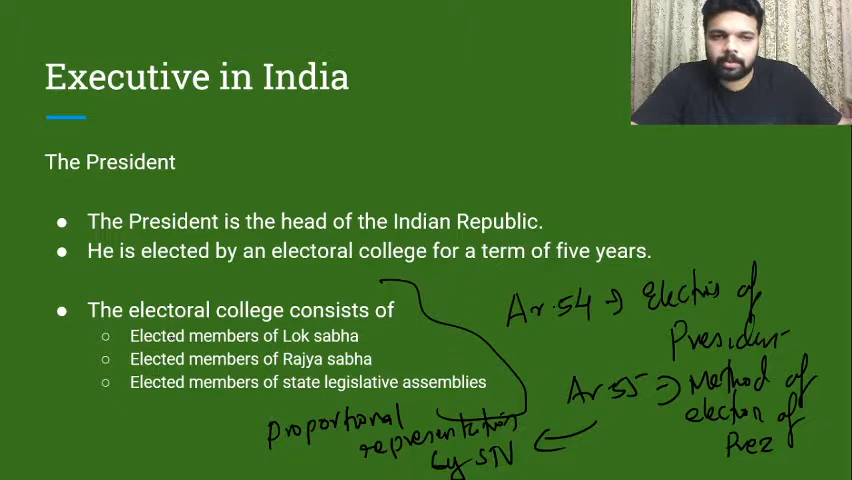 Executive in India
The President
● The President is the head of the Indian Republic.
● He is elected by an electoral college for a term of five years.
● The electoral college consists of
○ Elected members of Lok sabha
○ Elected members of Rajya sabha
○ Elected members of state legislative assemblies
Ar.54 → of
President
Ar 55 ⇒ Method of
election of
Prez
Proportional
representation
by STV